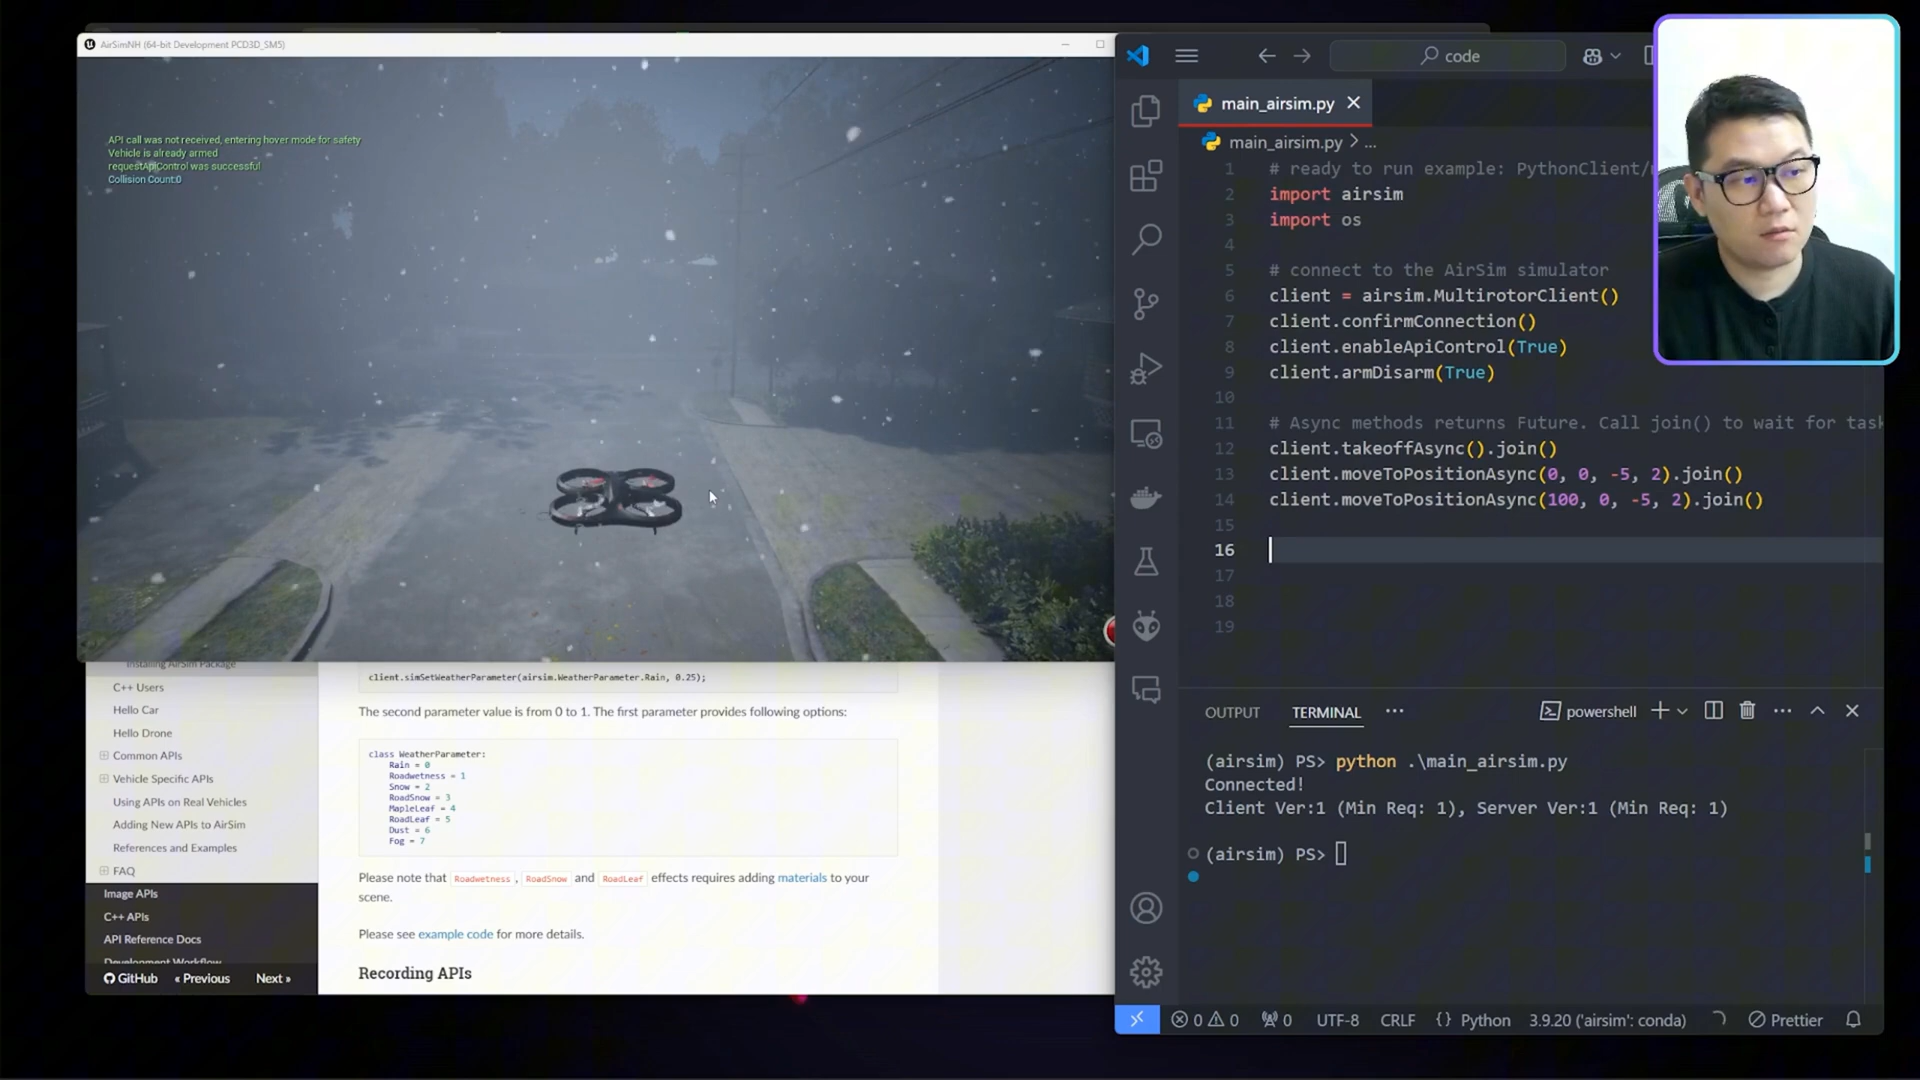 AirSimNH (64-bit Development PCD3D_SM5)
API call was not received, entering hover mode for safety
Vehicle is already armed
requestApiControl was successful
Collision Count:0
Installing AirSim Package
C++ Users
Hello Car
Hello Drone
Common APIs
Vehicle Specific APIs
Using APIs on Real Vehicles
Adding New APIs to AirSim
References and Examples
FAQ
Image APIs
C++ APIs
API Reference Docs
Development Workflow
GitHub
« Previous
Next »
client.simSetWeatherParameter(airsim.WeatherParameter.Rain, 0.25);
The second parameter value is from 0 to 1. The first parameter provides following options:
class WeatherParameter:
Rain = 0
Roadwetness = 1
Snow = 2
RoadSnow = 3
MapleLeaf = 4
RoadLeaf = 5
Dust = 6
Fog = 7
Please note that Roadwetness, RoadSnow and RoadLeaf effects requires adding materials to your
scene.
Please see example code for more details.
Recording APIs
code
main_airsim.py
main_airsim.py > ...
1 # ready to run example: PythonClient/
2 import airsim
3 import os
4
5 # connect to the AirSim simulator
6 client = airsim.MultirotorClient()
7 client.confirmConnection()
8 client.enableApiControl(True)
9 client.armDisarm(True)
10
11 # Async methods returns Future. Call join() to wait for task
12 client.takeoffAsync().join()
13 client.moveToPositionAsync(0, 0, -5, 2).join()
14 client.moveToPositionAsync(100, 0, -5, 2).join()
15
16
17
18
19
OUTPUT TERMINAL ... powershell
(airsim) PS> python .\main_airsim.py
Connected!
Client Ver:1 (Min Req: 1), Server Ver:1 (Min Req: 1)
(airsim) PS>
0 0 0 UTF-8 CRLF {} Python 3.9.20 ('airsim': conda) Prettier